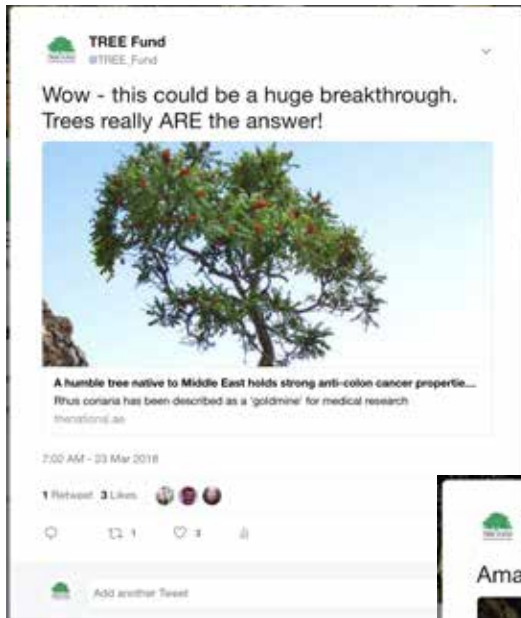 TREE Fund
@TREE_Fund
Wow - this could be a huge breakthrough.
Trees really ARE the answer!
A humble tree native to Middle East holds strong anti-colon cancer propertie...
Rhus coriaria has been described as a 'goldmine' for medical research
thenational.ae
7:02 AM - 23 Mar 2018
1 Retweet 3 Likes
1 3
Add another Tweet
Ama